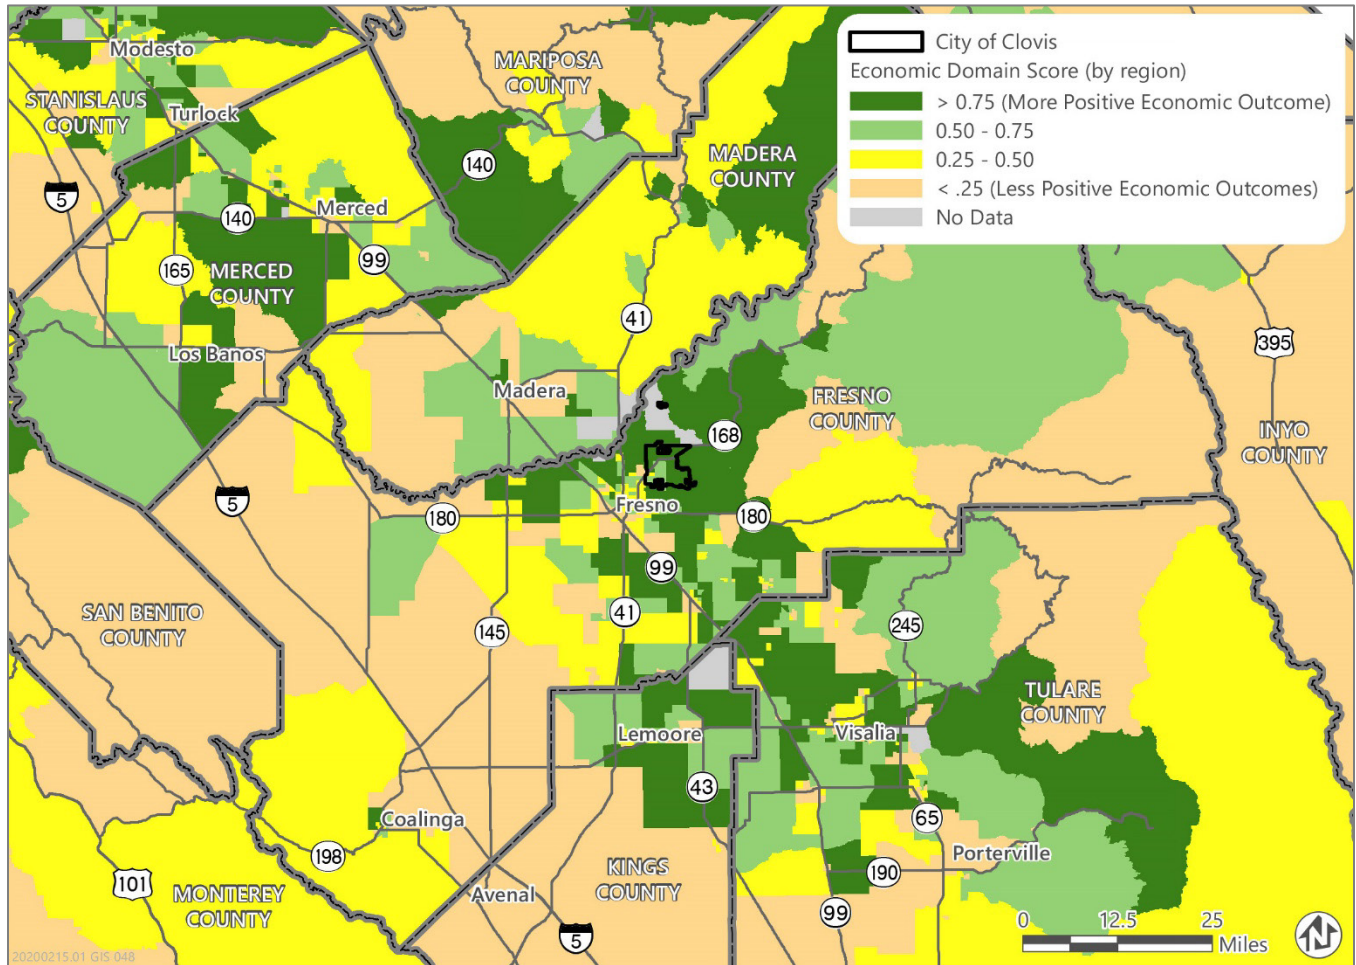 City of Clovis
Economic Domain Score (by region)
> 0.75 (More Positive Economic Outcome)
0.50 - 0.75
0.25 - 0.50
< .25 (Less Positive Economic Outcomes)
No Data
Modesto
MARIPOSA
COUNTY
STANISLAUS
COUNTY
Turlock
140
MADERA
COUNTY
5
140
Merced
99
165
MERCED
COUNTY
41
395
Los Banos
Madera
FRESNO
COUNTY
168
INYO
COUNTY
5
180
Fresno
180
99
SAN BENITO
COUNTY
145
41
245
TULARE
COUNTY
Lemoore
Visalia
43
Coalinga
65
198
Porterville
101
MONTEREY
COUNTY
Avenal
KINGS
COUNTY
190
99
5
0
12.5
25
Miles
N
20200215.01 GIS 048